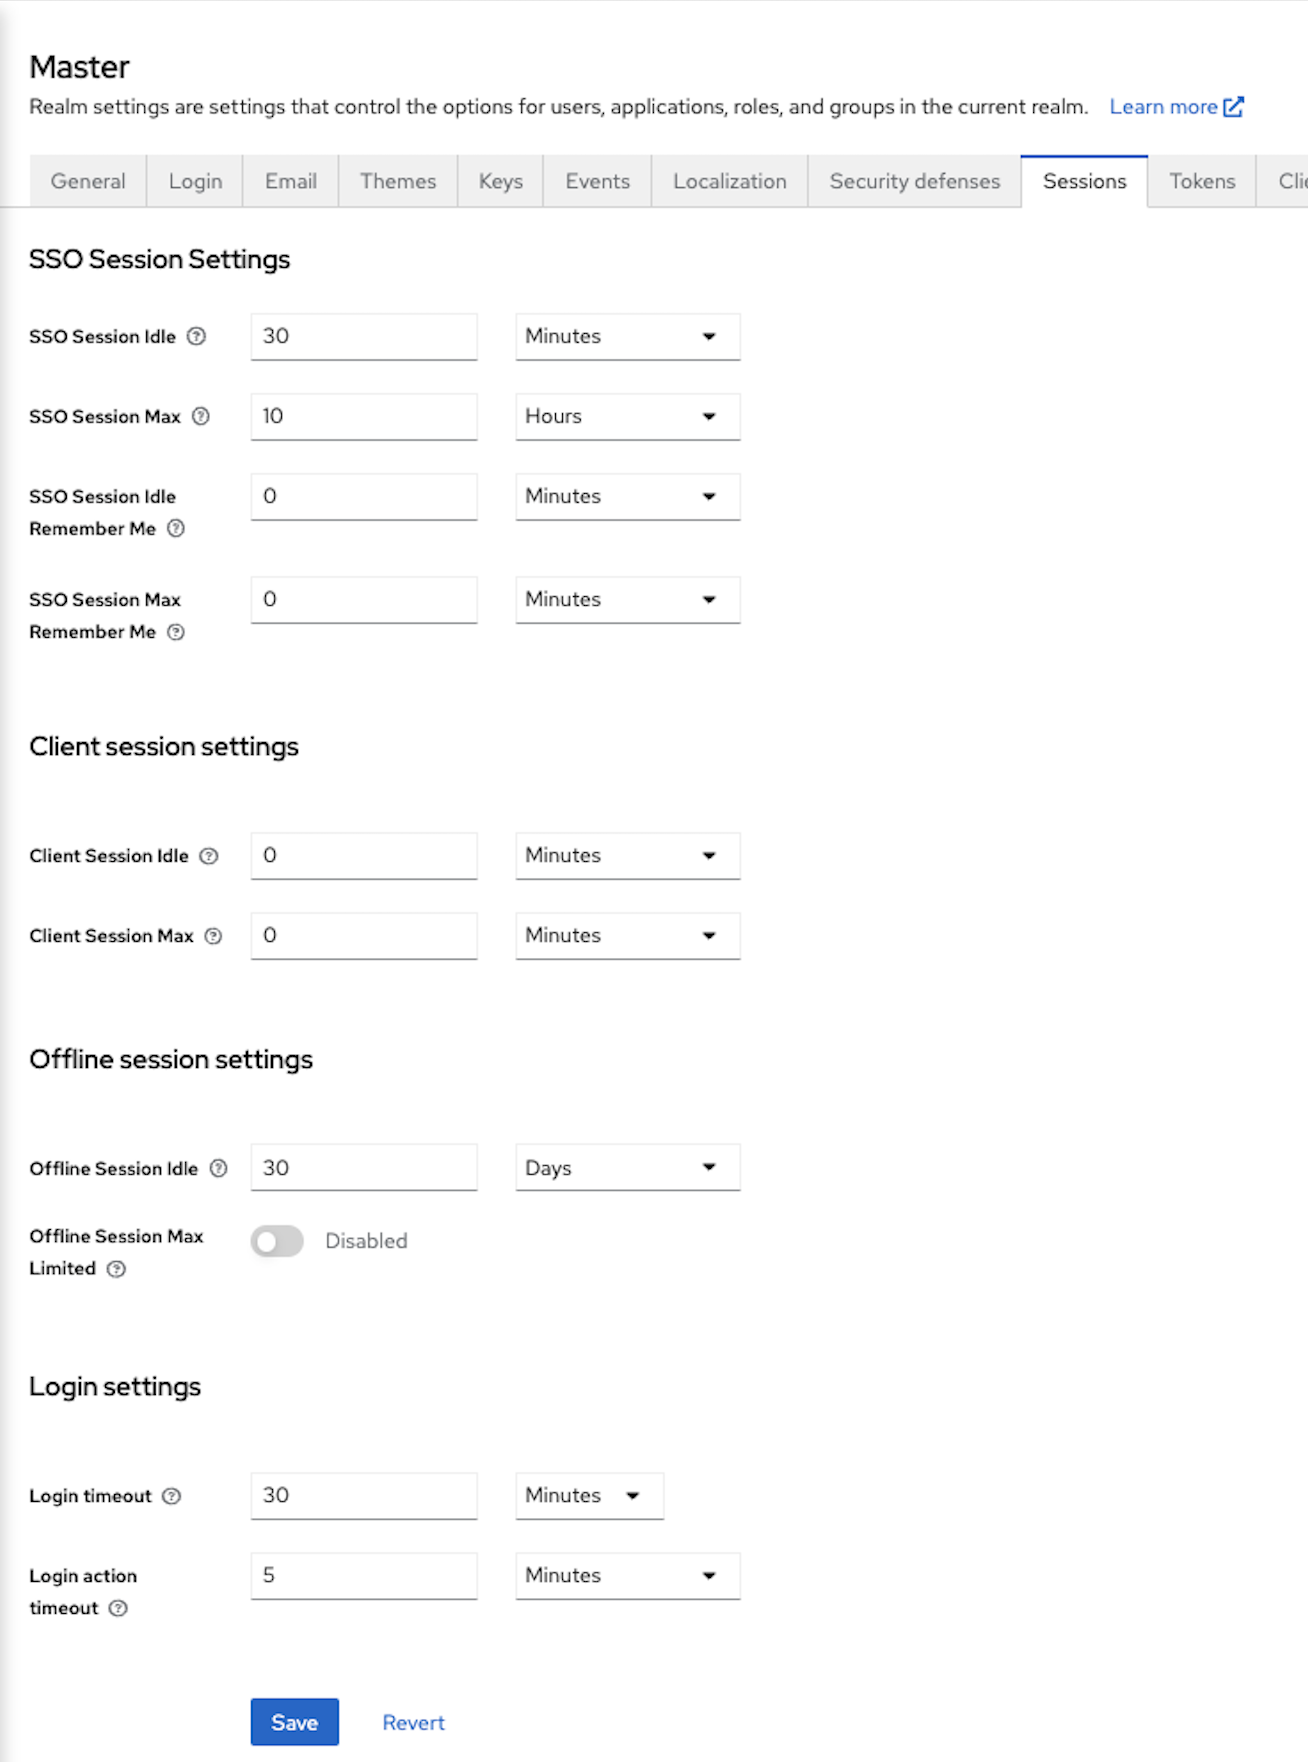 Master
Realm settings are settings that control the options for users, applications, roles, and groups in the current realm. Learn more
General Login Email Themes Keys Events Localization Security defenses Sessions Tokens
SSO Session Settings
SSO Session Idle 30 Minutes
SSO Session Max 10 Hours
SSO Session Idle 0 Minutes
Remember Me
SSO Session Max 0 Minutes
Remember Me
Client session settings
Client Session Idle 0 Minutes
Client Session Max 0 Minutes
Offline session settings
Offline Session Idle 30 Days
Offline Session Max Disabled
Limited
Login settings
Login timeout 30 Minutes
Login action 5 Minutes
timeout
Save Revert